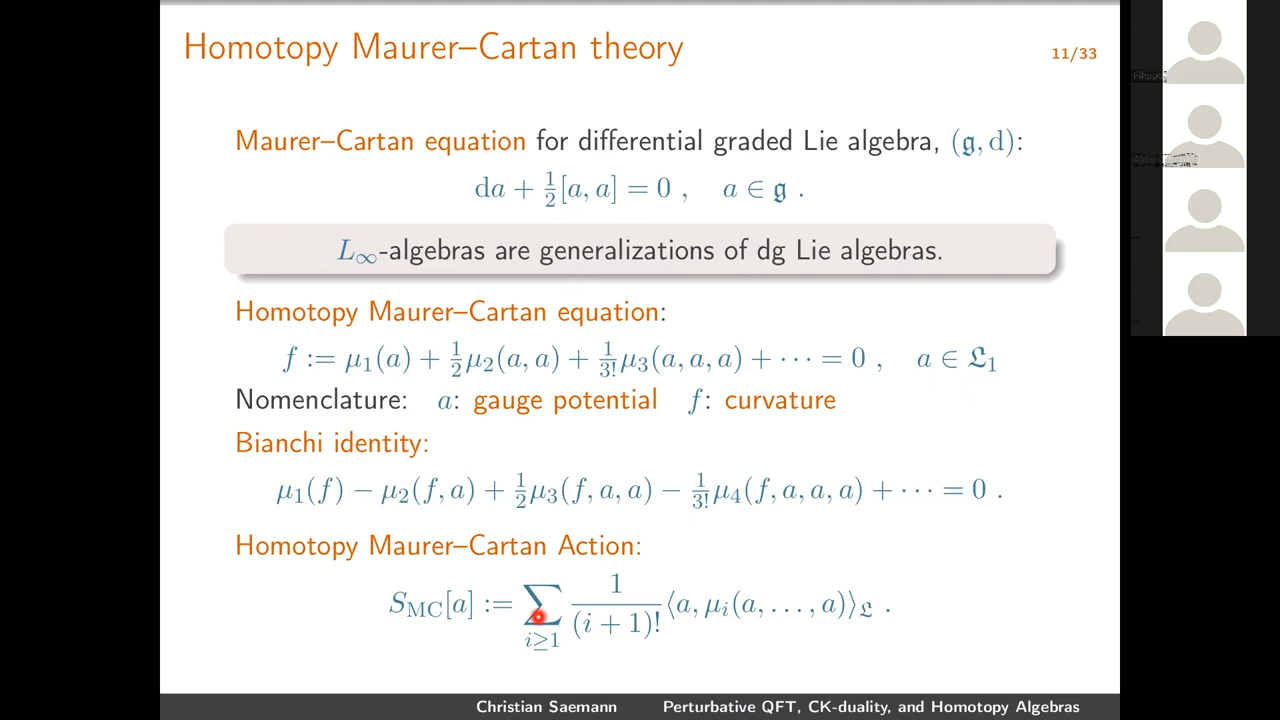 Homotopy Maurer–Cartan theory
11/33
Maurer–Cartan equation for differential graded Lie algebra, (𝔤, d):
da + ½[a, a] = 0 , a ∈ 𝔤 .
L∞-algebras are generalizations of dg Lie algebras.
Homotopy Maurer–Cartan equation:
f := μ₁(a) + ½μ₂(a, a) + 1/3! μ₃(a, a, a) + ··· = 0 , a ∈ 𝔏₁
Nomenclature: a: gauge potential f: curvature
Bianchi identity:
μ₁(f) − μ₂(f, a) + ½μ₃(f, a, a) − 1/3! μ₄(f, a, a, a) + ··· = 0 .
Homotopy Maurer–Cartan Action:
S_MC[a] := ∑_{i≥1} 1/(i + 1)! ⟨a, μᵢ(a, . . . , a)⟩_𝔏 .
Christian Saemann Perturbative QFT, CK-duality, and Homotopy Algebras